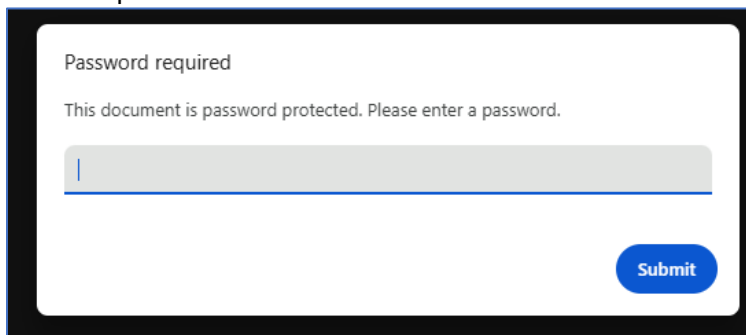 Password required
This document is password protected. Please enter a password.
Submit